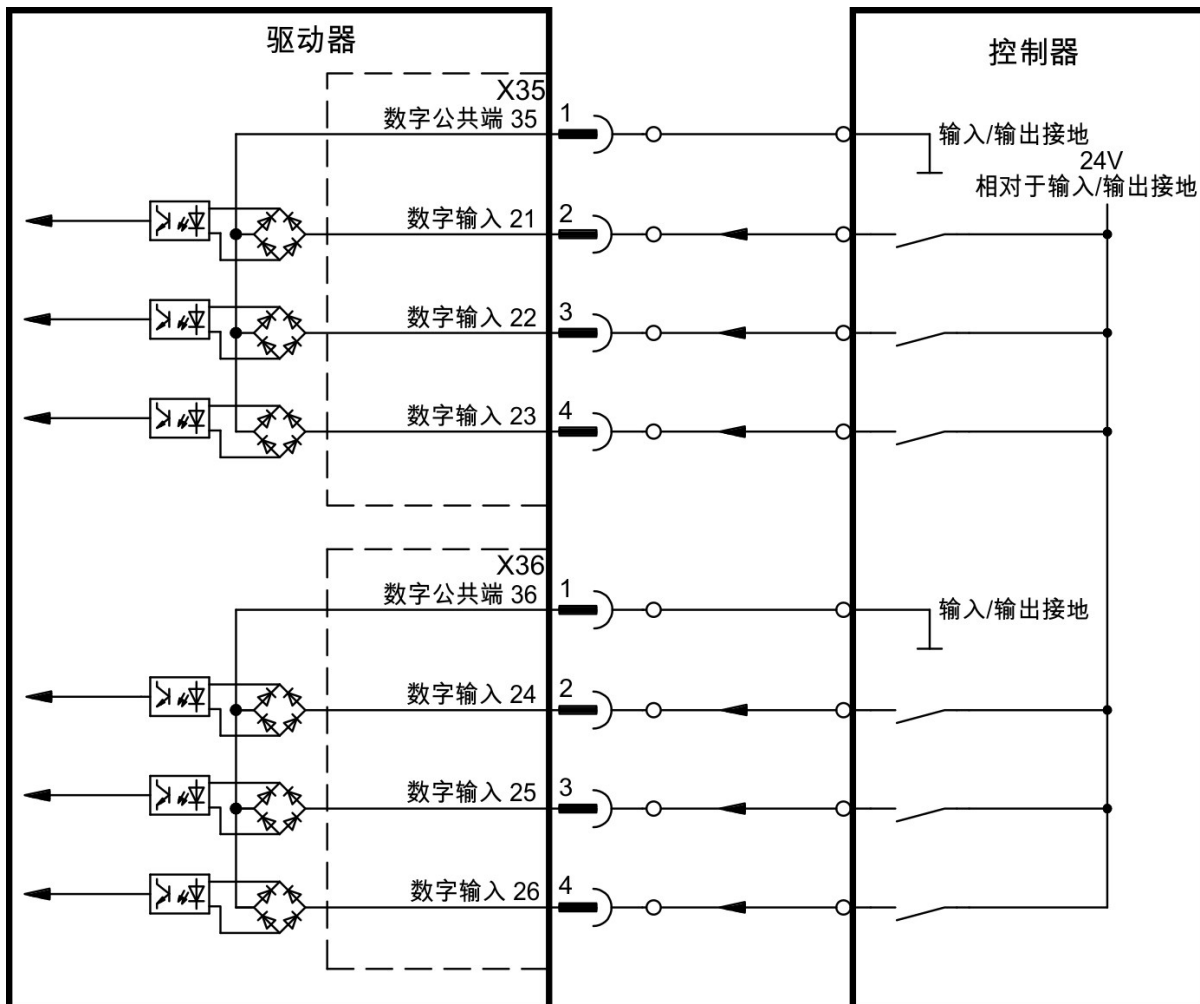 驱动器
控制器
X35
数字公共端 35
1
输入/输出接地
24V
相对于输入/输出接地
数字输入 21
2
数字输入 22
3
数字输入 23
4
X36
数字公共端 36
1
输入/输出接地
数字输入 24
2
数字输入 25
3
数字输入 26
4